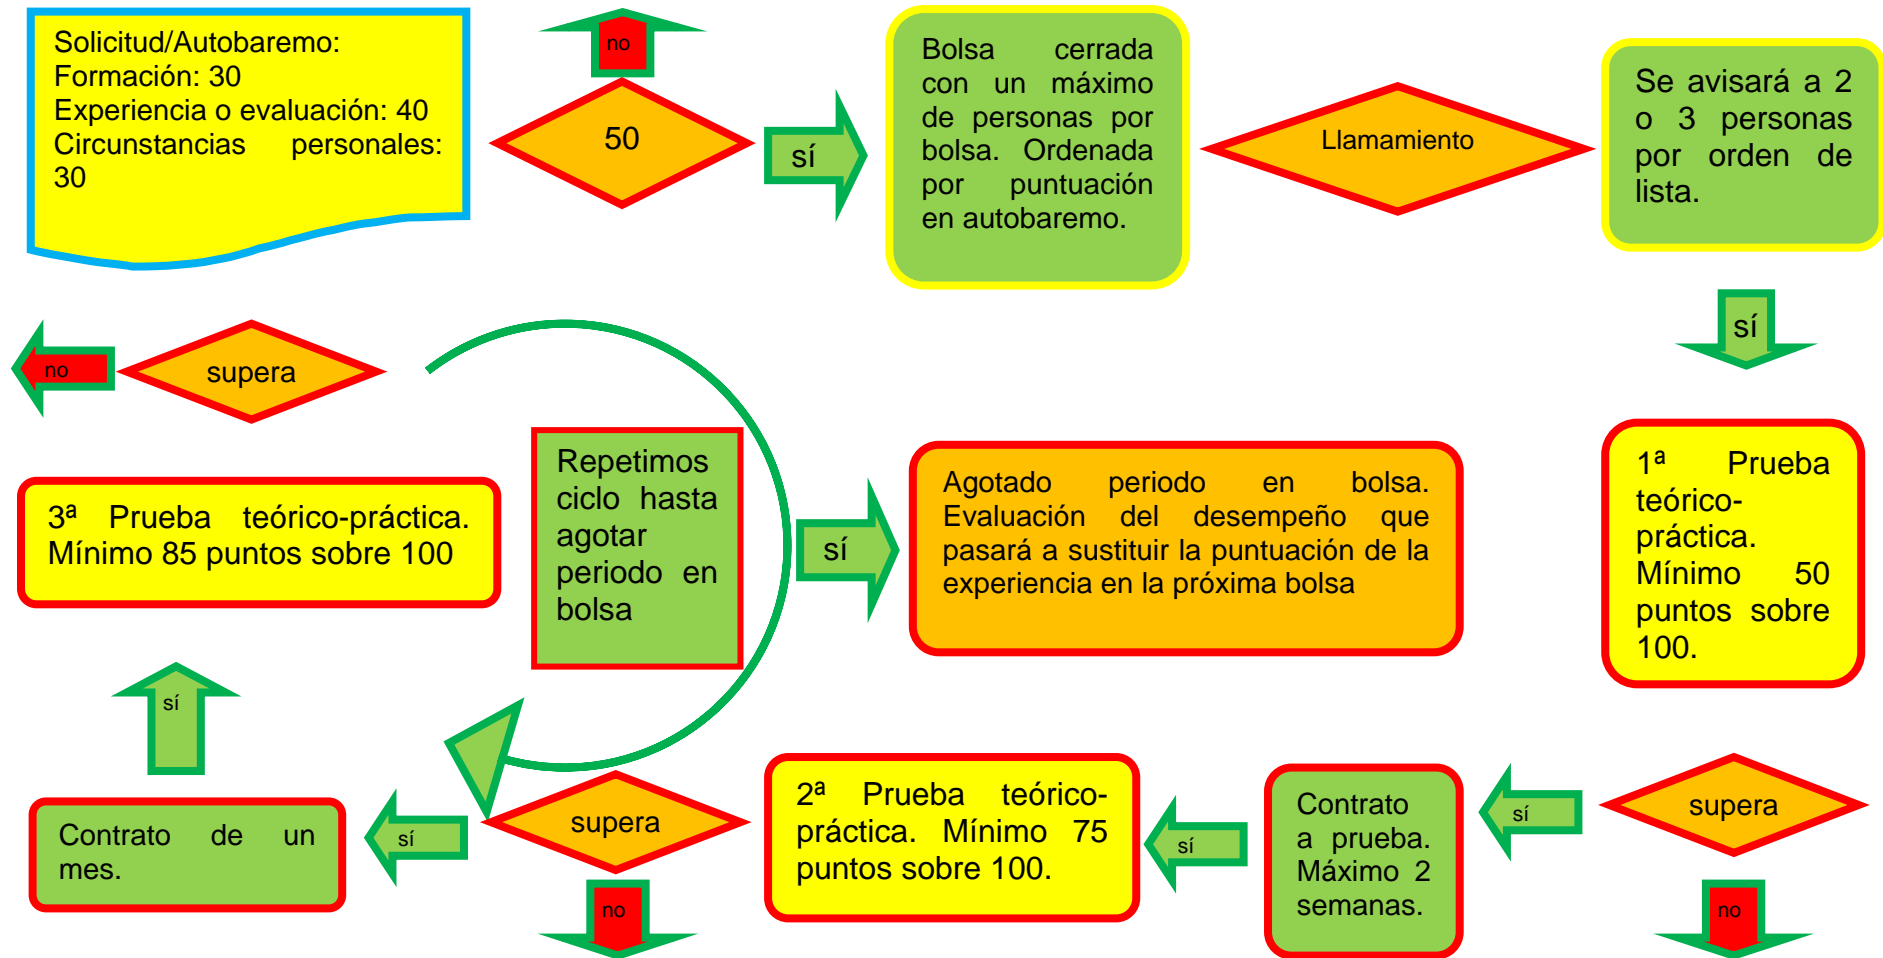 Solicitud/Autobaremo:
Formación: 30
Experiencia o evaluación: 40
Circunstancias personales:
30
no
50
sí
Bolsa cerrada
con un máximo
de personas por
bolsa. Ordenada
por puntuación
en autobaremo.
Llamamiento
Se avisará a 2
o 3 personas
por orden de
lista.
sí
1ª Prueba
teórico-
práctica.
Mínimo 50
puntos sobre
100.
supera
no
sí
Contrato
a prueba.
Máximo 2
semanas.
sí
2ª Prueba teórico-
práctica. Mínimo 75
puntos sobre 100.
supera
no
sí
Contrato de un
mes.
sí
3ª Prueba teórico-práctica.
Mínimo 85 puntos sobre 100
supera
no
Repetimos
ciclo hasta
agotar
periodo en
bolsa
sí
Agotado periodo en bolsa.
Evaluación del desempeño que
pasará a sustituir la puntuación de la
experiencia en la próxima bolsa